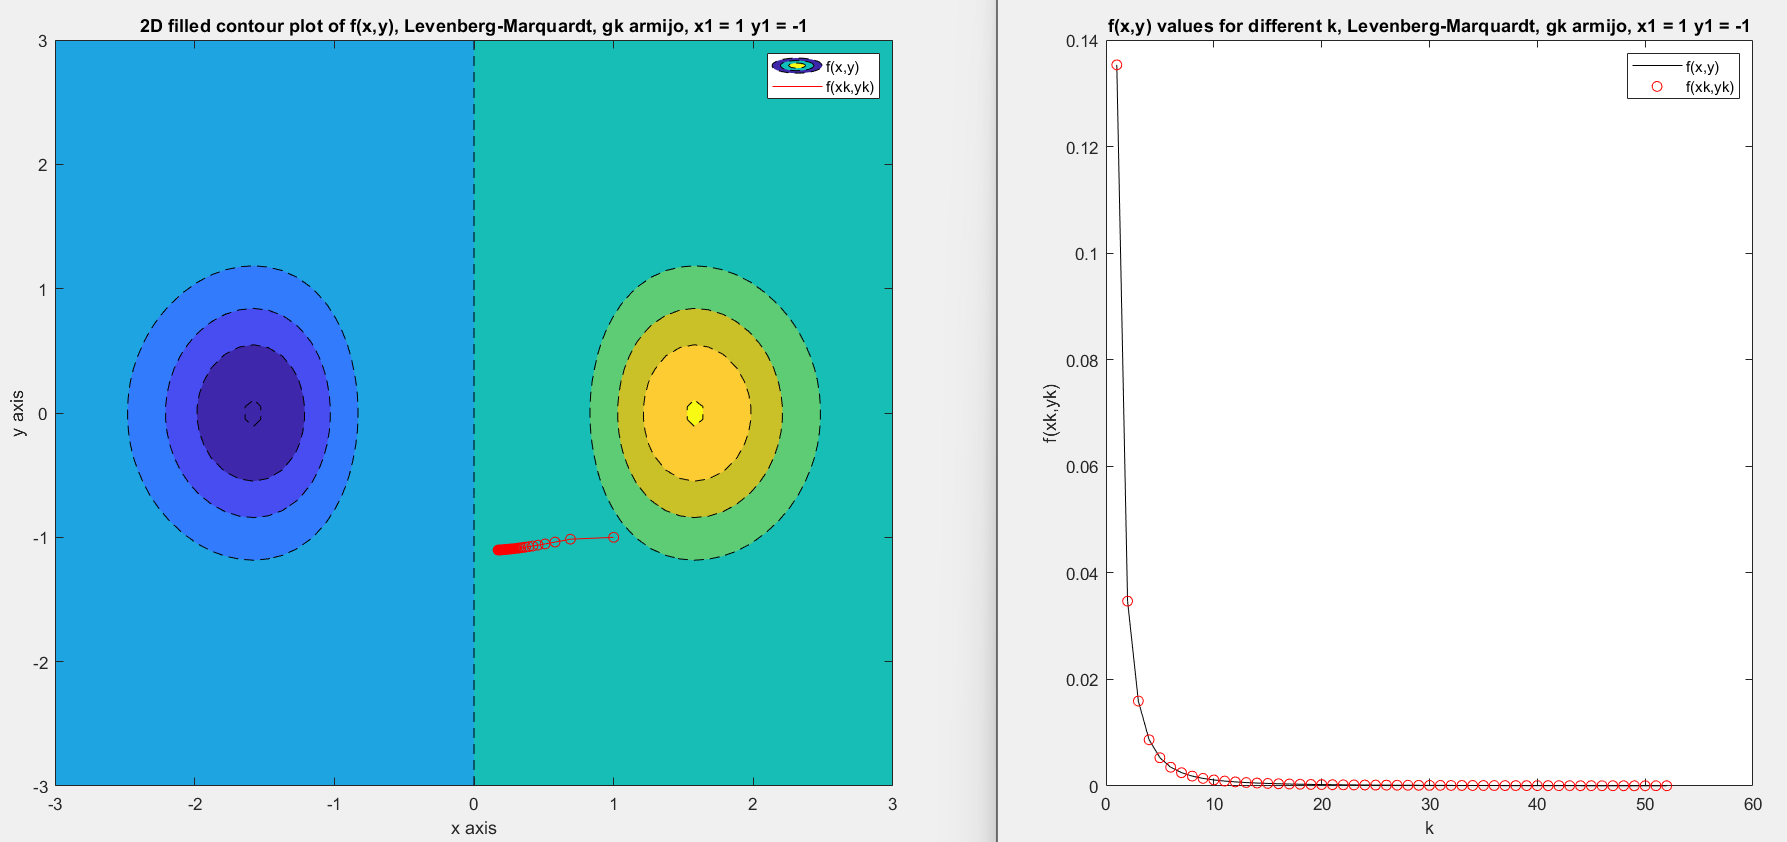 2D filled contour plot of f(x,y), Levenberg-Marquardt, gk armijo, x1 = 1 y1 = -1
f(x,y)
f(xk,yk)
3
2
1
0
-1
-2
-3
y axis
-3 -2 -1 0 1 2 3
x axis
f(x,y) values for different k, Levenberg-Marquardt, gk armijo, x1 = 1 y1 = -1
f(x,y)
f(xk,yk)
0.14
0.12
0.1
0.08
0.06
0.04
0.02
0
f(xk,yk)
0 10 20 30 40 50 60
k